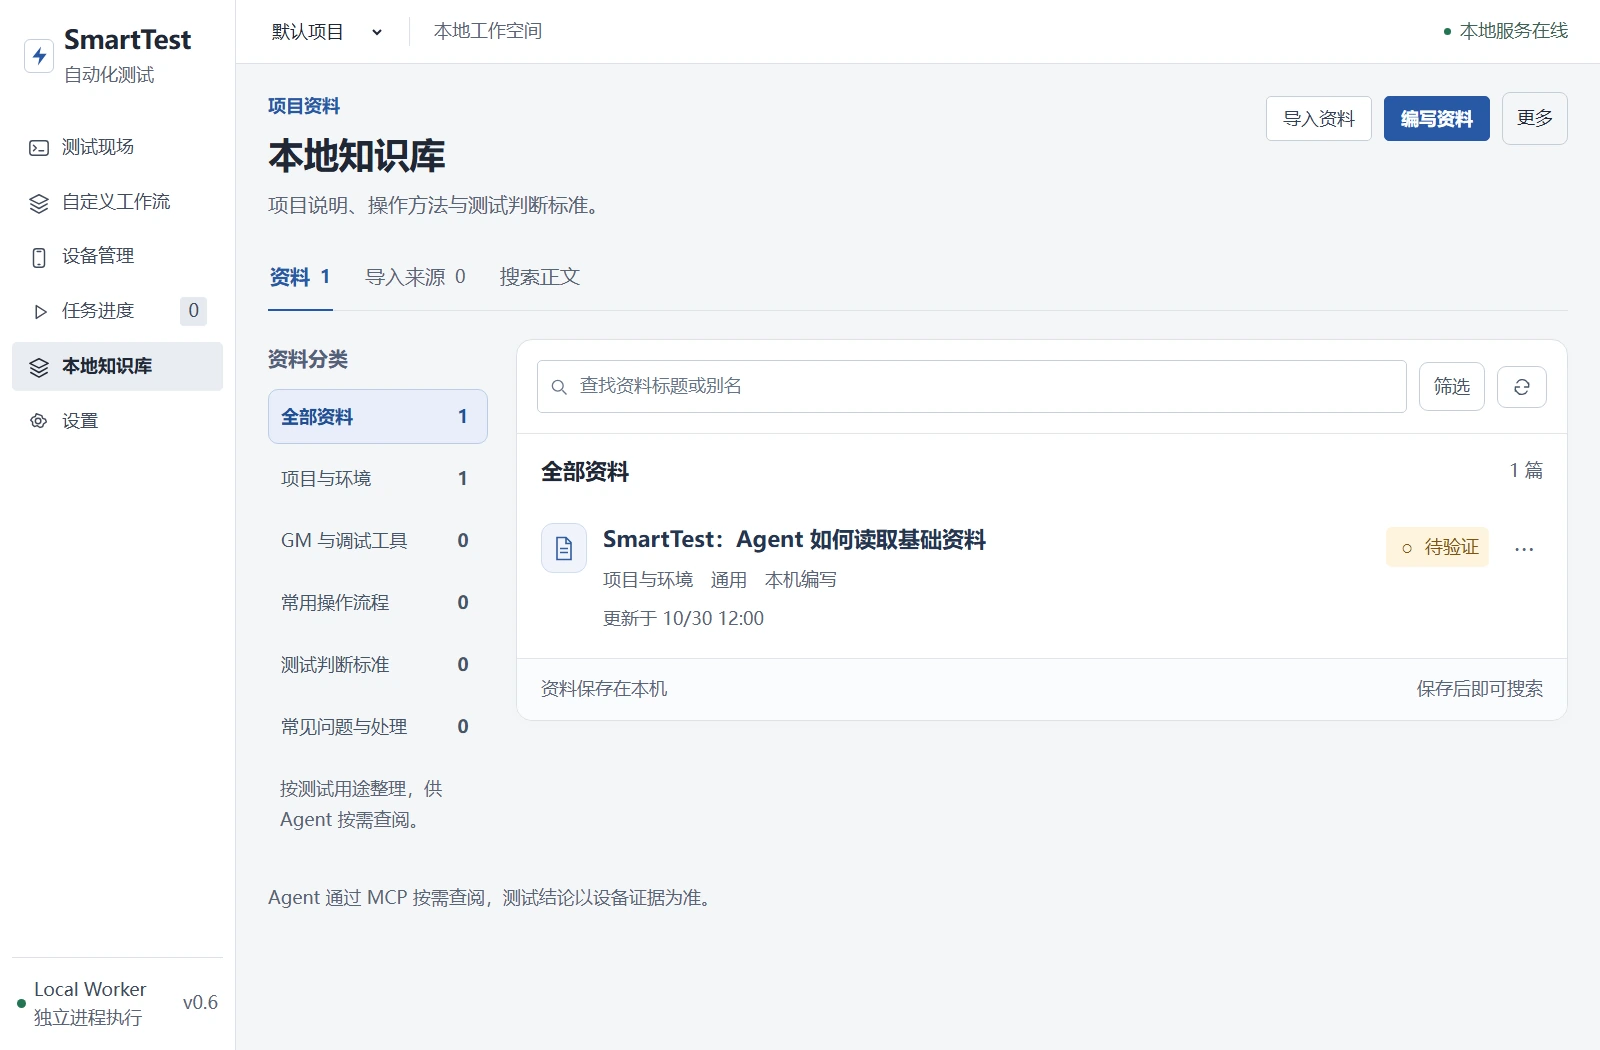 SmartTest
自动化测试
测试现场
自定义工作流
设备管理
任务进度 0
本地知识库
设置
Local Worker
独立进程执行
v0.6
默认项目
本地工作空间
本地服务在线
项目资料
本地知识库
项目说明、操作方法与测试判断标准。
导入资料
编写资料
更多
资料 1
导入来源 0
搜索正文
资料分类
全部资料 1
项目与环境 1
GM 与调试工具 0
常用操作流程 0
测试判断标准 0
常见问题与处理 0
按测试用途整理，供
Agent 按需查阅。
查找资料标题或别名
筛选
全部资料
1 篇
SmartTest：Agent 如何读取基础资料
项目与环境 通用 本机编写
更新于 10/30 12:00
待验证
资料保存在本机
保存后即可搜索
Agent 通过 MCP 按需查阅，测试结论以设备证据为准。